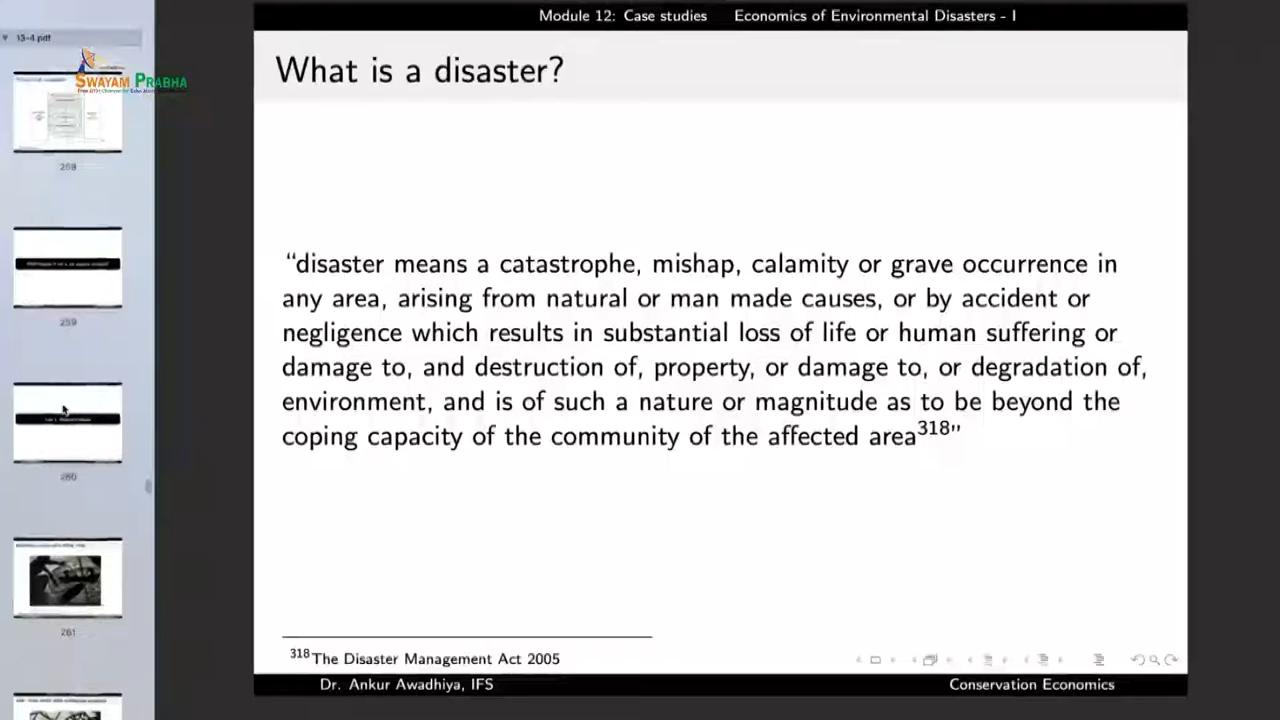 Module 12: Case studies Economics of Environmental Disasters - I
13-4.pdf
SWAYAM PRABHA
What is a disaster?
268
259
260
261
“disaster means a catastrophe, mishap, calamity or grave occurrence in
any area, arising from natural or man made causes, or by accident or
negligence which results in substantial loss of life or human suffering or
damage to, and destruction of, property, or damage to, or degradation of,
environment, and is of such a nature or magnitude as to be beyond the
coping capacity of the community of the affected area318”
318The Disaster Management Act 2005
Dr. Ankur Awadhiya, IFS Conservation Economics